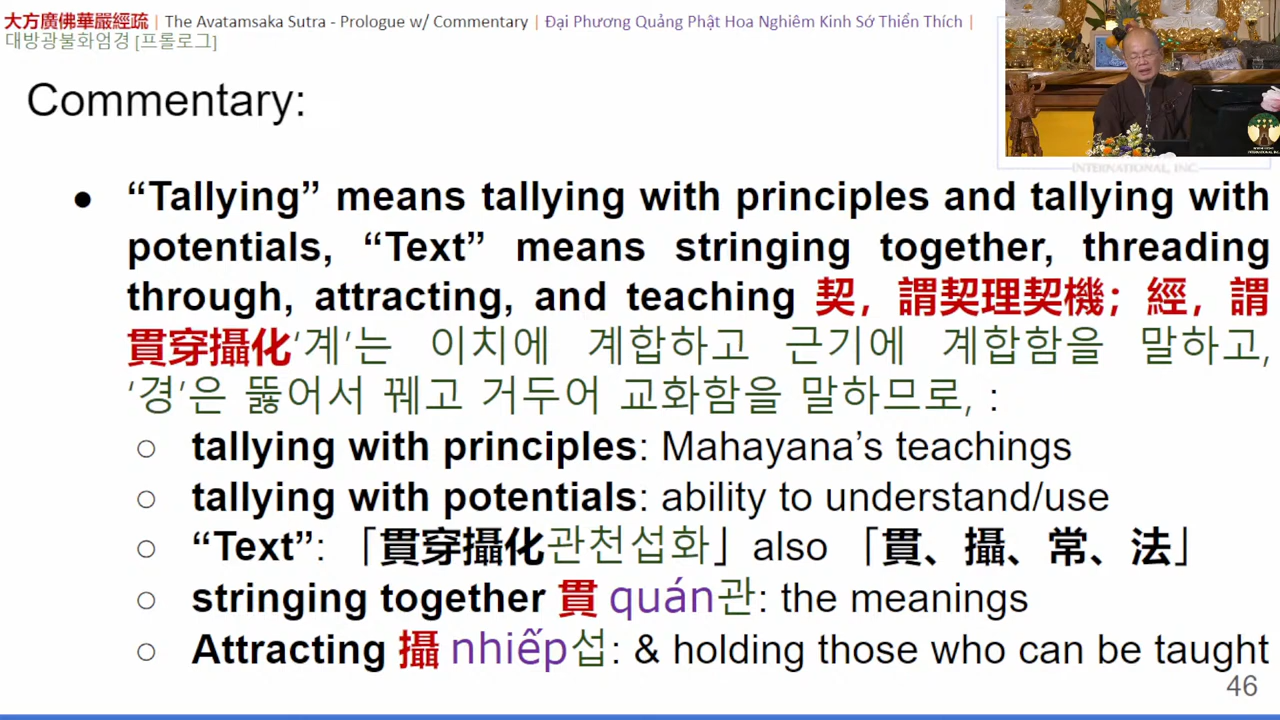 大方廣佛華嚴經疏 | The Avatamsaka Sutra - Prologue w/ Commentary | Đại Phương Quảng Phật Hoa Nghiêm Kinh Sớ Thiển Thích |
대방광불화엄경 [프롤로그]
Commentary:
INTERNATIONAL, INC.
● “Tallying” means tallying with principles and tallying with
potentials, “Text” means stringing together, threading
through, attracting, and teaching 契，謂契理契機；經，謂
貫穿攝化‘계’는 이치에 계합하고 근기에 계합함을 말하고,
‘경’은 뚫어서 꿰고 거두어 교화함을 말하므로, :
○ tallying with principles: Mahayana’s teachings
○ tallying with potentials: ability to understand/use
○ “Text”: 「貫穿攝化관천섭화」also 「貫、攝、常、法」
○ stringing together 貫 quán관: the meanings
○ Attracting 攝 nhiếp섭: & holding those who can be taught
46